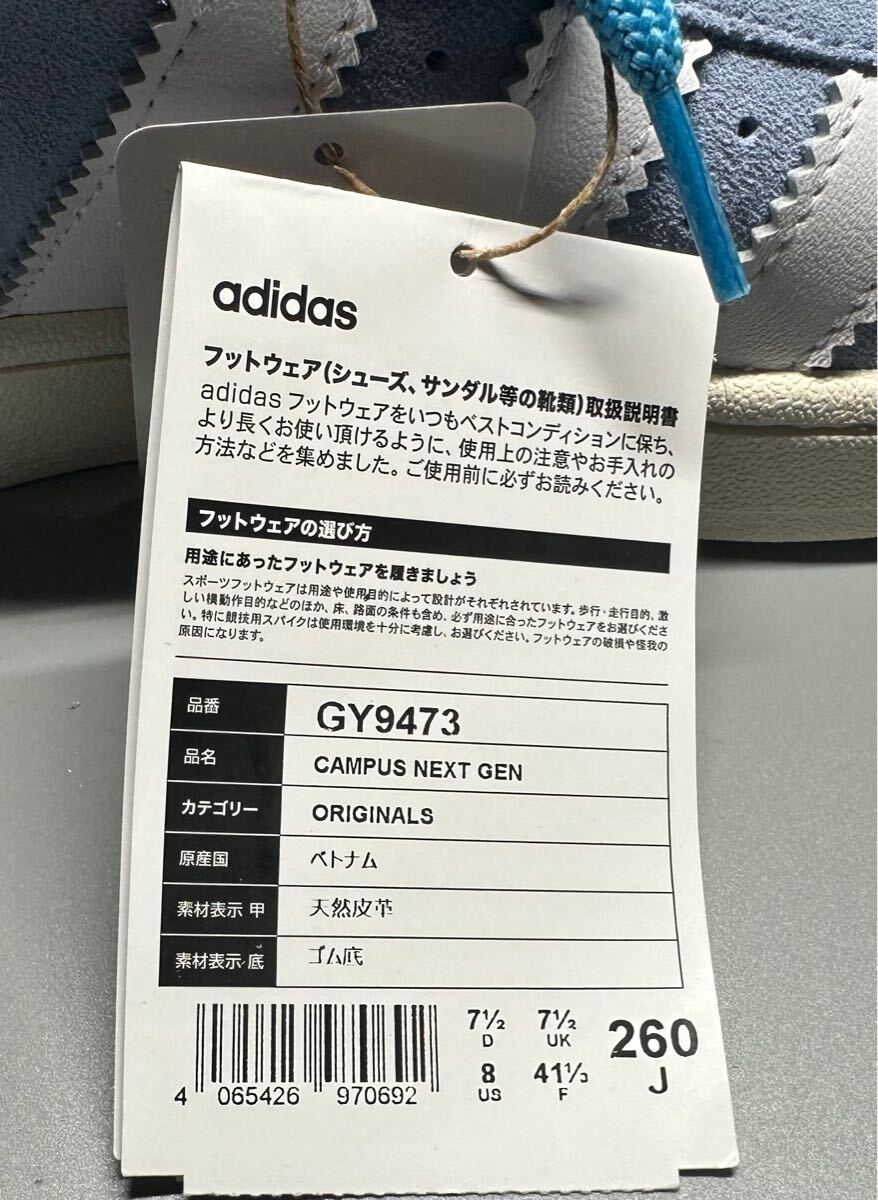 adidas
フットウェア(シューズ、サンダル等の靴類)取扱説明書
adidas フットウェアをいつもベストコンディションに保ち、
より長くお使い頂けるように、使用上の注意やお手入れの
方法などを集めました。ご使用前に必ずお読みください。
フットウェアの選び方
用途にあったフットウェアを履きましょう
スポーツフットウェアは用途や使用目的によって設計がそれぞれされています。歩行・走行目的、激
しい横動作目的などのほか、床、路面の条件も含め、必ず用途に合ったフットウェアをお選びくださ
い。特に競技用スパイクは使用環境を十分に考慮し、お選びください。フットウェアの破損や怪我の
原因になります。
品番 GY9473
品名 CAMPUS NEXT GEN
カテゴリー ORIGINALS
原産国 ベトナム
素材表示 甲 天然皮革
素材表示 底 ゴム底
7½ 7½ 260
D UK J
8 41⅓
US F
4 065426 970692